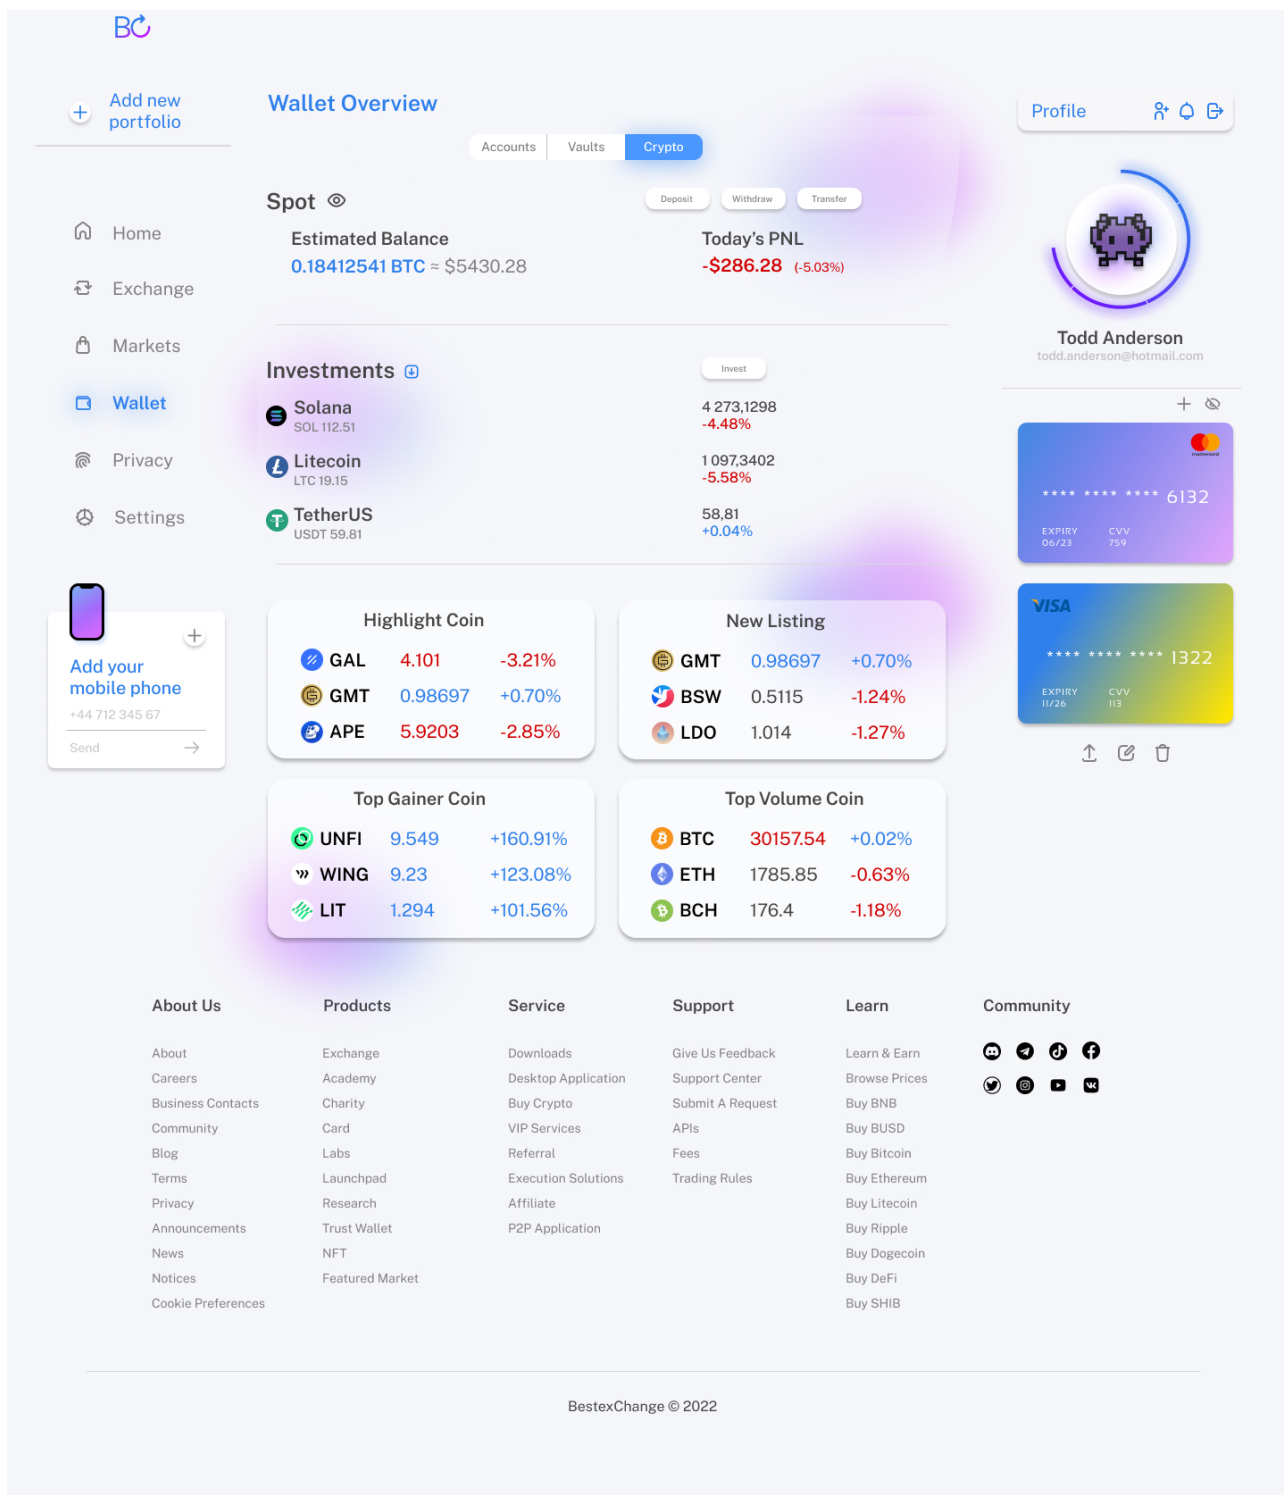 BC
Add new
portfolio
Home
Exchange
Markets
Wallet
Privacy
Settings
Add your
mobile phone
+44 712 345 67
Send
Wallet Overview
Accounts Vaults Crypto
Spot
Deposit Withdraw Transfer
Estimated Balance
0.18412541 BTC ≈ $5430.28
Today’s PNL
-$286.28 (-5.03%)
Investments
Invest
Solana
SOL 112.51
4 273,1298
-4.48%
Litecoin
LTC 19.15
1 097,3402
-5.58%
TetherUS
USDT 59.81
58,81
+0.04%
Highlight Coin
GAL 4.101 -3.21%
GMT 0.98697 +0.70%
APE 5.9203 -2.85%
New Listing
GMT 0.98697 +0.70%
BSW 0.5115 -1.24%
LDO 1.014 -1.27%
Top Gainer Coin
UNFI 9.549 +160.91%
WING 9.23 +123.08%
LIT 1.294 +101.56%
Top Volume Coin
BTC 30157.54 +0.02%
ETH 1785.85 -0.63%
BCH 176.4 -1.18%
Profile
Todd Anderson
todd.anderson@hotmail.com
mastercard
**** **** **** 6132
EXPIRY CVV
06/23 759
VISA
**** **** **** 1322
EXPIRY CVV
11/26 113
About Us
About
Careers
Business Contacts
Community
Blog
Terms
Privacy
Announcements
News
Notices
Cookie Preferences
Products
Exchange
Academy
Charity
Card
Labs
Launchpad
Research
Trust Wallet
NFT
Featured Market
Service
Downloads
Desktop Application
Buy Crypto
VIP Services
Referral
Execution Solutions
Affiliate
P2P Application
Support
Give Us Feedback
Support Center
Submit A Request
APIs
Fees
Trading Rules
Learn
Learn & Earn
Browse Prices
Buy BNB
Buy BUSD
Buy Bitcoin
Buy Ethereum
Buy Litecoin
Buy Ripple
Buy Dogecoin
Buy DeFi
Buy SHIB
Community
BestexChange © 2022